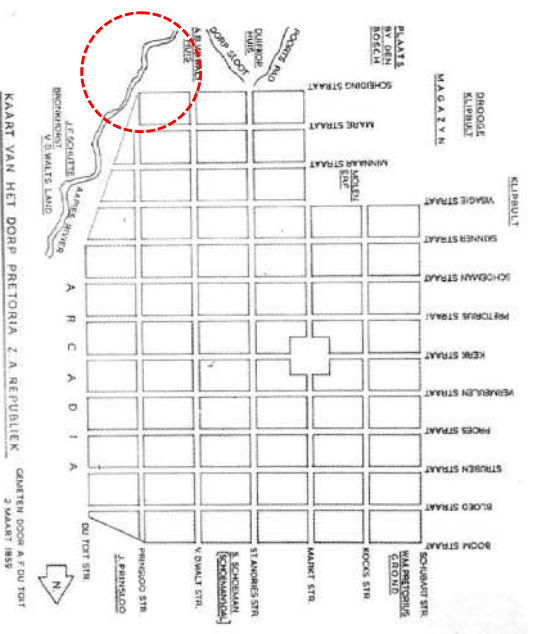 A.B.V.D.WALT
HUIS
DORP SLOOT
DUIFKOP
HUIS
POORTS PAD
PLAATS
BY DEN
BOSCH
MAGAZYN
DROOGE
KLIPBULT
KLIPBULT
SCHEIDING STRAAT
MARE STRAAT
MINNAAR STRAAT
MOLEN
ERF
VISAGIE STRAAT
SKINNER STRAAT
SCHOEMAN STRAAT
PRETORIUS STRAAT
KERK STRAAT
VERMEULEN STRAAT
PROES STRAAT
STRUBEN STRAAT
BLOED STRAAT
BOOM STRAAT
J.F. SCHUTTE
BRONKHORST
V.D. WALTS LAND
AAPIES RIVIER
ARCADIA
DU TOIT STR.
PRINSLOO STR.
J. PRINSLOO
V.D. WALT STR.
S. SCHOEMAN
[SCHOEMANSDAL]
ST ANDRIES STR.
MARKT STR.
KOCKS STR.
W.M. PRETORIUS
GROND
SCHUBART STR.
KAART VAN HET DORP PRETORIA Z.A. REPUBLIEK
GEMETEN DOOR A.F. DU TOIT
2 MAART 1859
N.